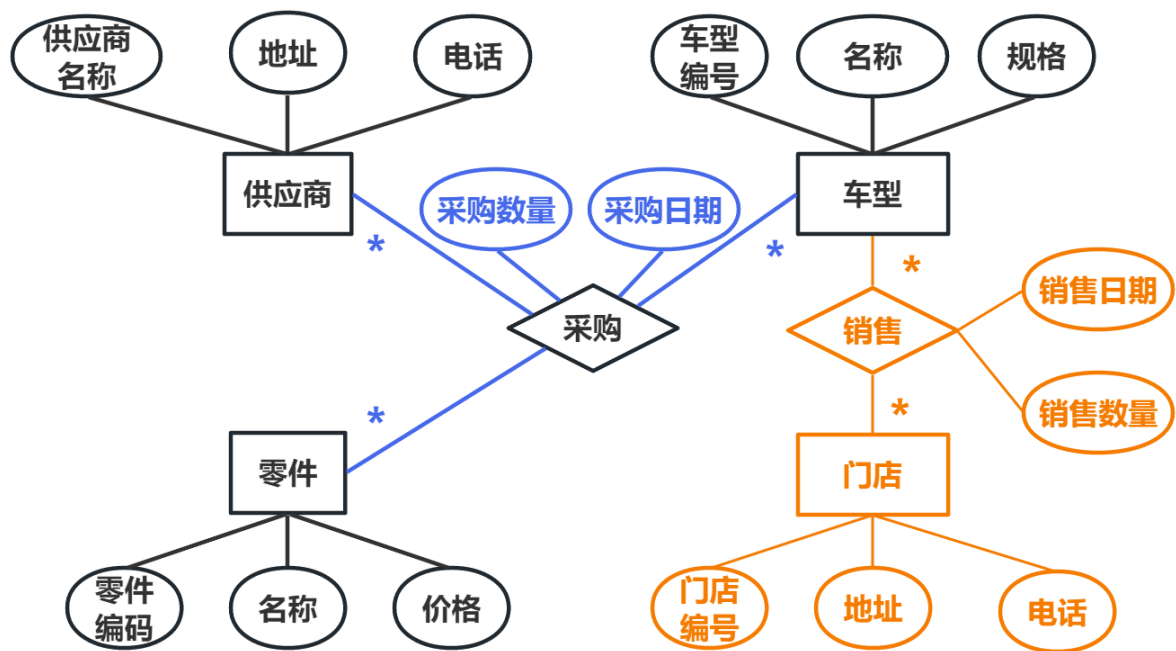 供应商
名称
地址
电话
车型
编号
名称
规格
供应商
采购数量
采购日期
车型
*
*
*
销售日期
采购
销售
*
*
销售数量
零件
门店
零件
编码
名称
价格
门店
编号
地址
电话